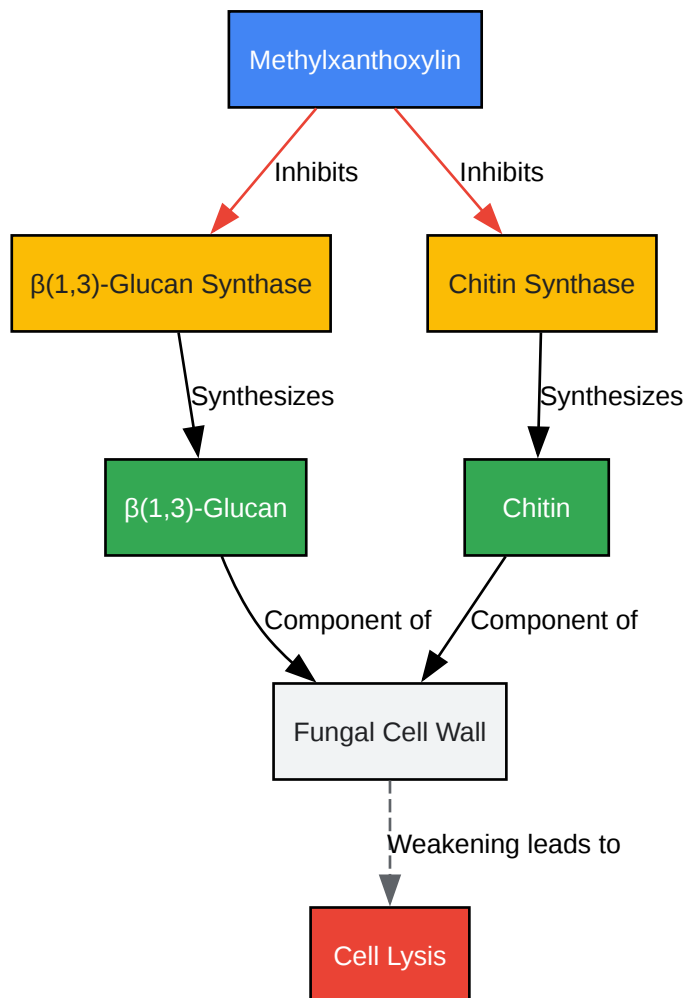 Methylxanthoxylin
Inhibits
Inhibits
β(1,3)-Glucan Synthase
Chitin Synthase
Synthesizes
Synthesizes
β(1,3)-Glucan
Chitin
Component of
Component of
Fungal Cell Wall
Weakening leads to
Cell Lysis